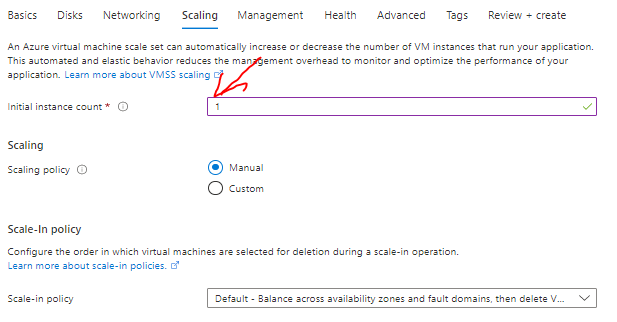 Basics Disks Networking Scaling Management Health Advanced Tags Review + create
An Azure virtual machine scale set can automatically increase or decrease the number of VM instances that run your application.
This automated and elastic behavior reduces the management overhead to monitor and optimize the performance of your
application. Learn more about VMSS scaling
Initial instance count * 1
Scaling
Scaling policy Manual
Custom
Scale-In policy
Configure the order in which virtual machines are selected for deletion during a scale-in operation.
Learn more about scale-in policies.
Scale-in policy Default - Balance across availability zones and fault domains, then delete V...